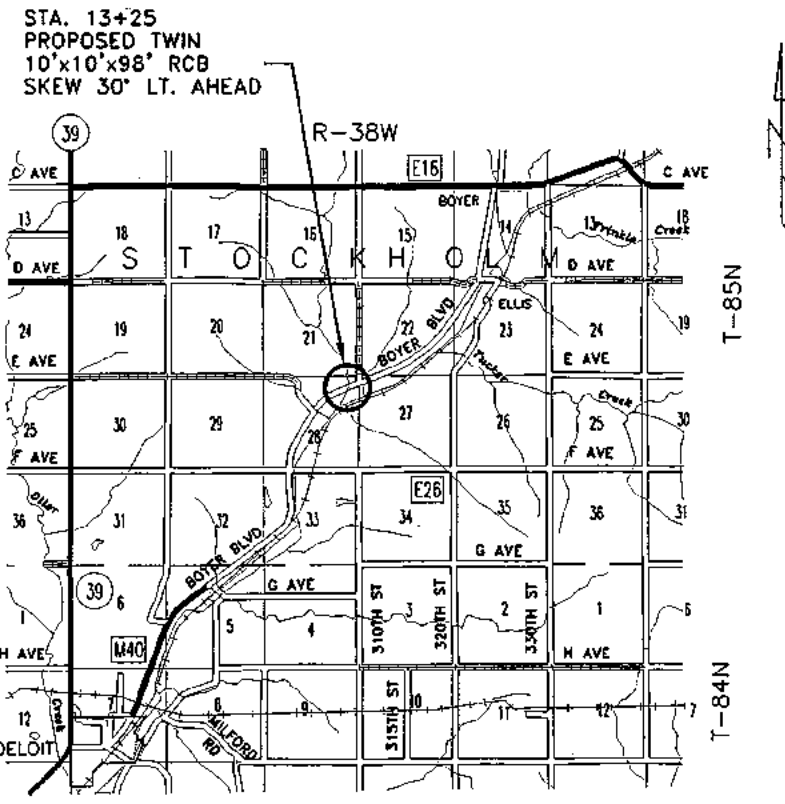 STA. 13+25
PROPOSED TWIN
10'x10'x98' RCB
SKEW 30° LT. AHEAD
39
R-38W
N
C AVE
E16
C AVE
BOYER
13
18
17
16
15
14
13
Frinkle
Creek
18
S T O C K H O L M
D AVE
D AVE
T-85N
ELLIS
24
19
20
21
22
BOYER BLVD
23
24
19
E AVE
E AVE
Tucker
Creek
25
30
29
28
27
26
25
30
F AVE
F AVE
E26
36
Otter
31
32
33
34
35
36
31
BOYER BLVD
G AVE
39
6
G AVE
310TH ST
320TH ST
330TH ST
1
5
4
3
2
1
6
H AVE
M40
H AVE
T-84N
12
Creek
7
8
9
315TH ST
10
11
12
7
DELOIT
MILFORD
RD